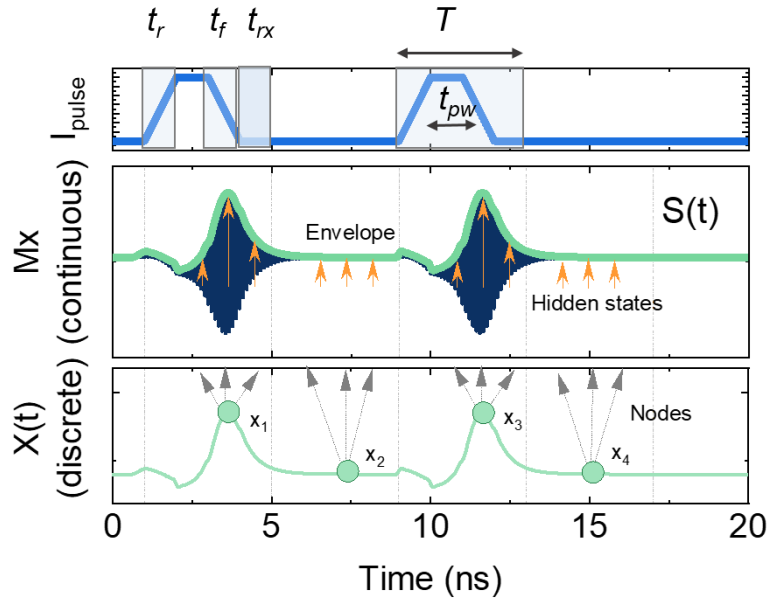 t_r t_f t_rx T
I_pulse
t_pw
Mx
(continuous)
S(t)
Envelope
Hidden states
X(t)
(discrete)
x_1
x_2
x_3
x_4
Nodes
0 5 10 15 20
Time (ns)